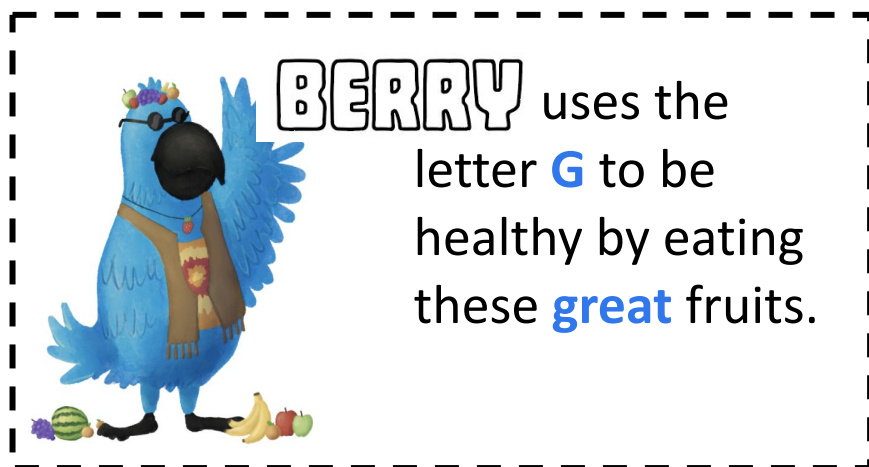 BERRY uses the
letter G to be
healthy by eating
these great fruits.